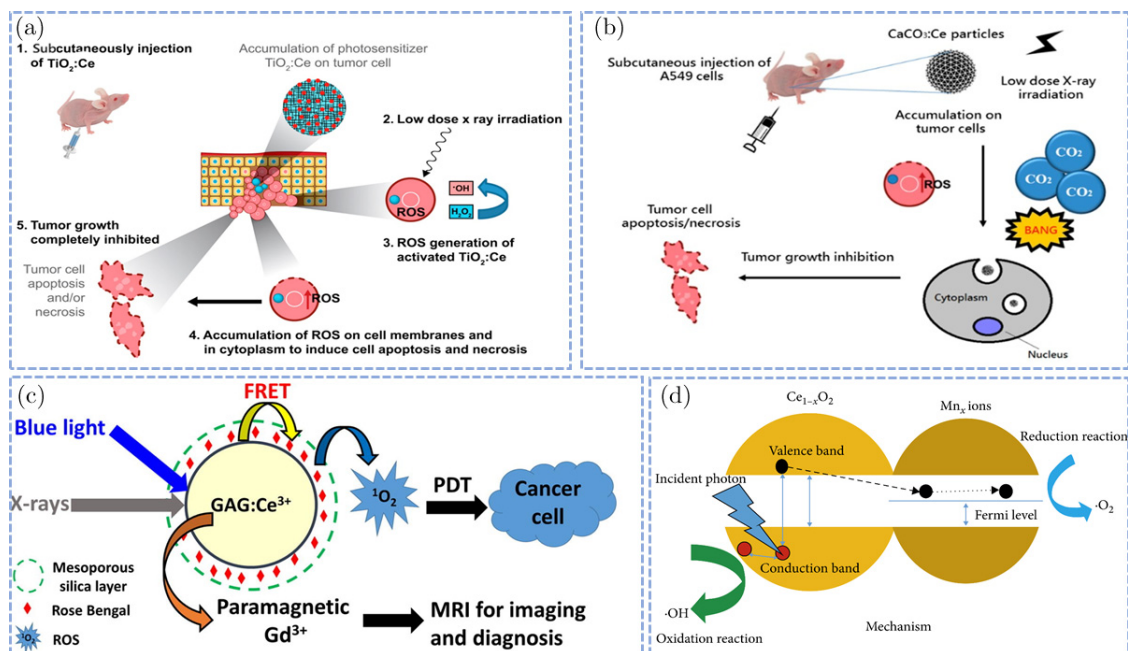 (a)
1. Subcutaneously injection
of TiO₂:Ce
Accumulation of photosensitizer
TiO₂:Ce on tumor cell
2. Low dose x ray irradiation
ROS
·OH
H₂O₂
3. ROS generation of
activated TiO₂:Ce
5. Tumor growth
completely inhibited
Tumor cell
apoptosis
and/or
necrosis
ROS
4. Accumulation of ROS on cell membranes and
in cytoplasm to induce cell apoptosis and necrosis
(b)
CaCO₃:Ce particles
Subcutaneous injection of
A549 cells
Low dose X-ray
irradiation
Accumulation on
tumor cells
ROS
CO₂
CO₂
CO₂
BANG
Tumor cell
apoptosis/necrosis
Tumor growth inhibition
Cytoplasm
Nucleus
(c)
FRET
Blue light
X-rays
GAG:Ce³⁺
¹O₂
PDT
Cancer
cell
Mesoporous
silica layer
Rose Bengal
¹O₂
ROS
Paramagnetic
Gd³⁺
MRI for imaging
and diagnosis
(d)
Ce₁₋ₓO₂
Mnₓ ions
Valence band
Reduction reaction
Incident photon
Fermi level
·O₂
Conduction band
·OH
Oxidation reaction
Mechanism